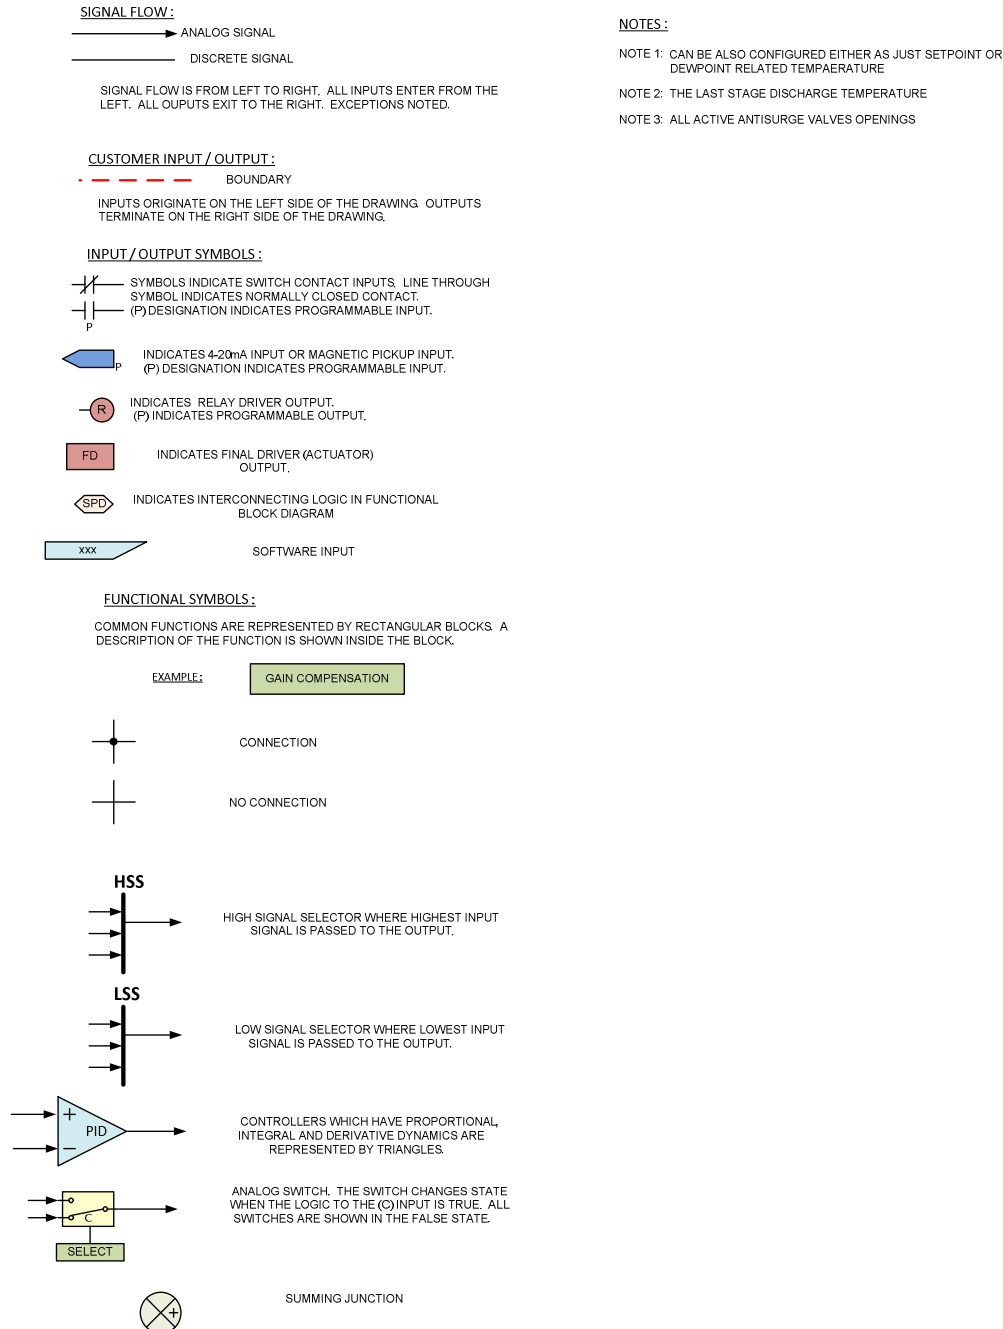 SIGNAL FLOW :
ANALOG SIGNAL
DISCRETE SIGNAL
SIGNAL FLOW IS FROM LEFT TO RIGHT. ALL INPUTS ENTER FROM THE
LEFT. ALL OUPUTS EXIT TO THE RIGHT. EXCEPTIONS NOTED.
CUSTOMER INPUT / OUTPUT :
BOUNDARY
INPUTS ORIGINATE ON THE LEFT SIDE OF THE DRAWING. OUTPUTS
TERMINATE ON THE RIGHT SIDE OF THE DRAWING.
INPUT / OUTPUT SYMBOLS :
SYMBOLS INDICATE SWITCH CONTACT INPUTS. LINE THROUGH
SYMBOL INDICATES NORMALLY CLOSED CONTACT.
(P) DESIGNATION INDICATES PROGRAMMABLE INPUT.
P
INDICATES 4-20mA INPUT OR MAGNETIC PICKUP INPUT.
P
(P) DESIGNATION INDICATES PROGRAMMABLE INPUT.
R
INDICATES RELAY DRIVER OUTPUT.
(P) INDICATES PROGRAMMABLE OUTPUT.
FD
INDICATES FINAL DRIVER (ACTUATOR)
OUTPUT.
SPD
INDICATES INTERCONNECTING LOGIC IN FUNCTIONAL
BLOCK DIAGRAM
xxx
SOFTWARE INPUT
FUNCTIONAL SYMBOLS :
COMMON FUNCTIONS ARE REPRESENTED BY RECTANGULAR BLOCKS. A
DESCRIPTION OF THE FUNCTION IS SHOWN INSIDE THE BLOCK.
EXAMPLE :
GAIN COMPENSATION
CONNECTION
NO CONNECTION
HSS
HIGH SIGNAL SELECTOR WHERE HIGHEST INPUT
SIGNAL IS PASSED TO THE OUTPUT.
LSS
LOW SIGNAL SELECTOR WHERE LOWEST INPUT
SIGNAL IS PASSED TO THE OUTPUT.
+
PID
−
CONTROLLERS WHICH HAVE PROPORTIONAL,
INTEGRAL AND DERIVATIVE DYNAMICS ARE
REPRESENTED BY TRIANGLES.
C
SELECT
ANALOG SWITCH. THE SWITCH CHANGES STATE
WHEN THE LOGIC TO THE (C) INPUT IS TRUE. ALL
SWITCHES ARE SHOWN IN THE FALSE STATE.
+
SUMMING JUNCTION
NOTES :
NOTE 1: CAN BE ALSO CONFIGURED EITHER AS JUST SETPOINT OR
DEWPOINT RELATED TEMPAERATURE
NOTE 2: THE LAST STAGE DISCHARGE TEMPERATURE
NOTE 3: ALL ACTIVE ANTISURGE VALVES OPENINGS